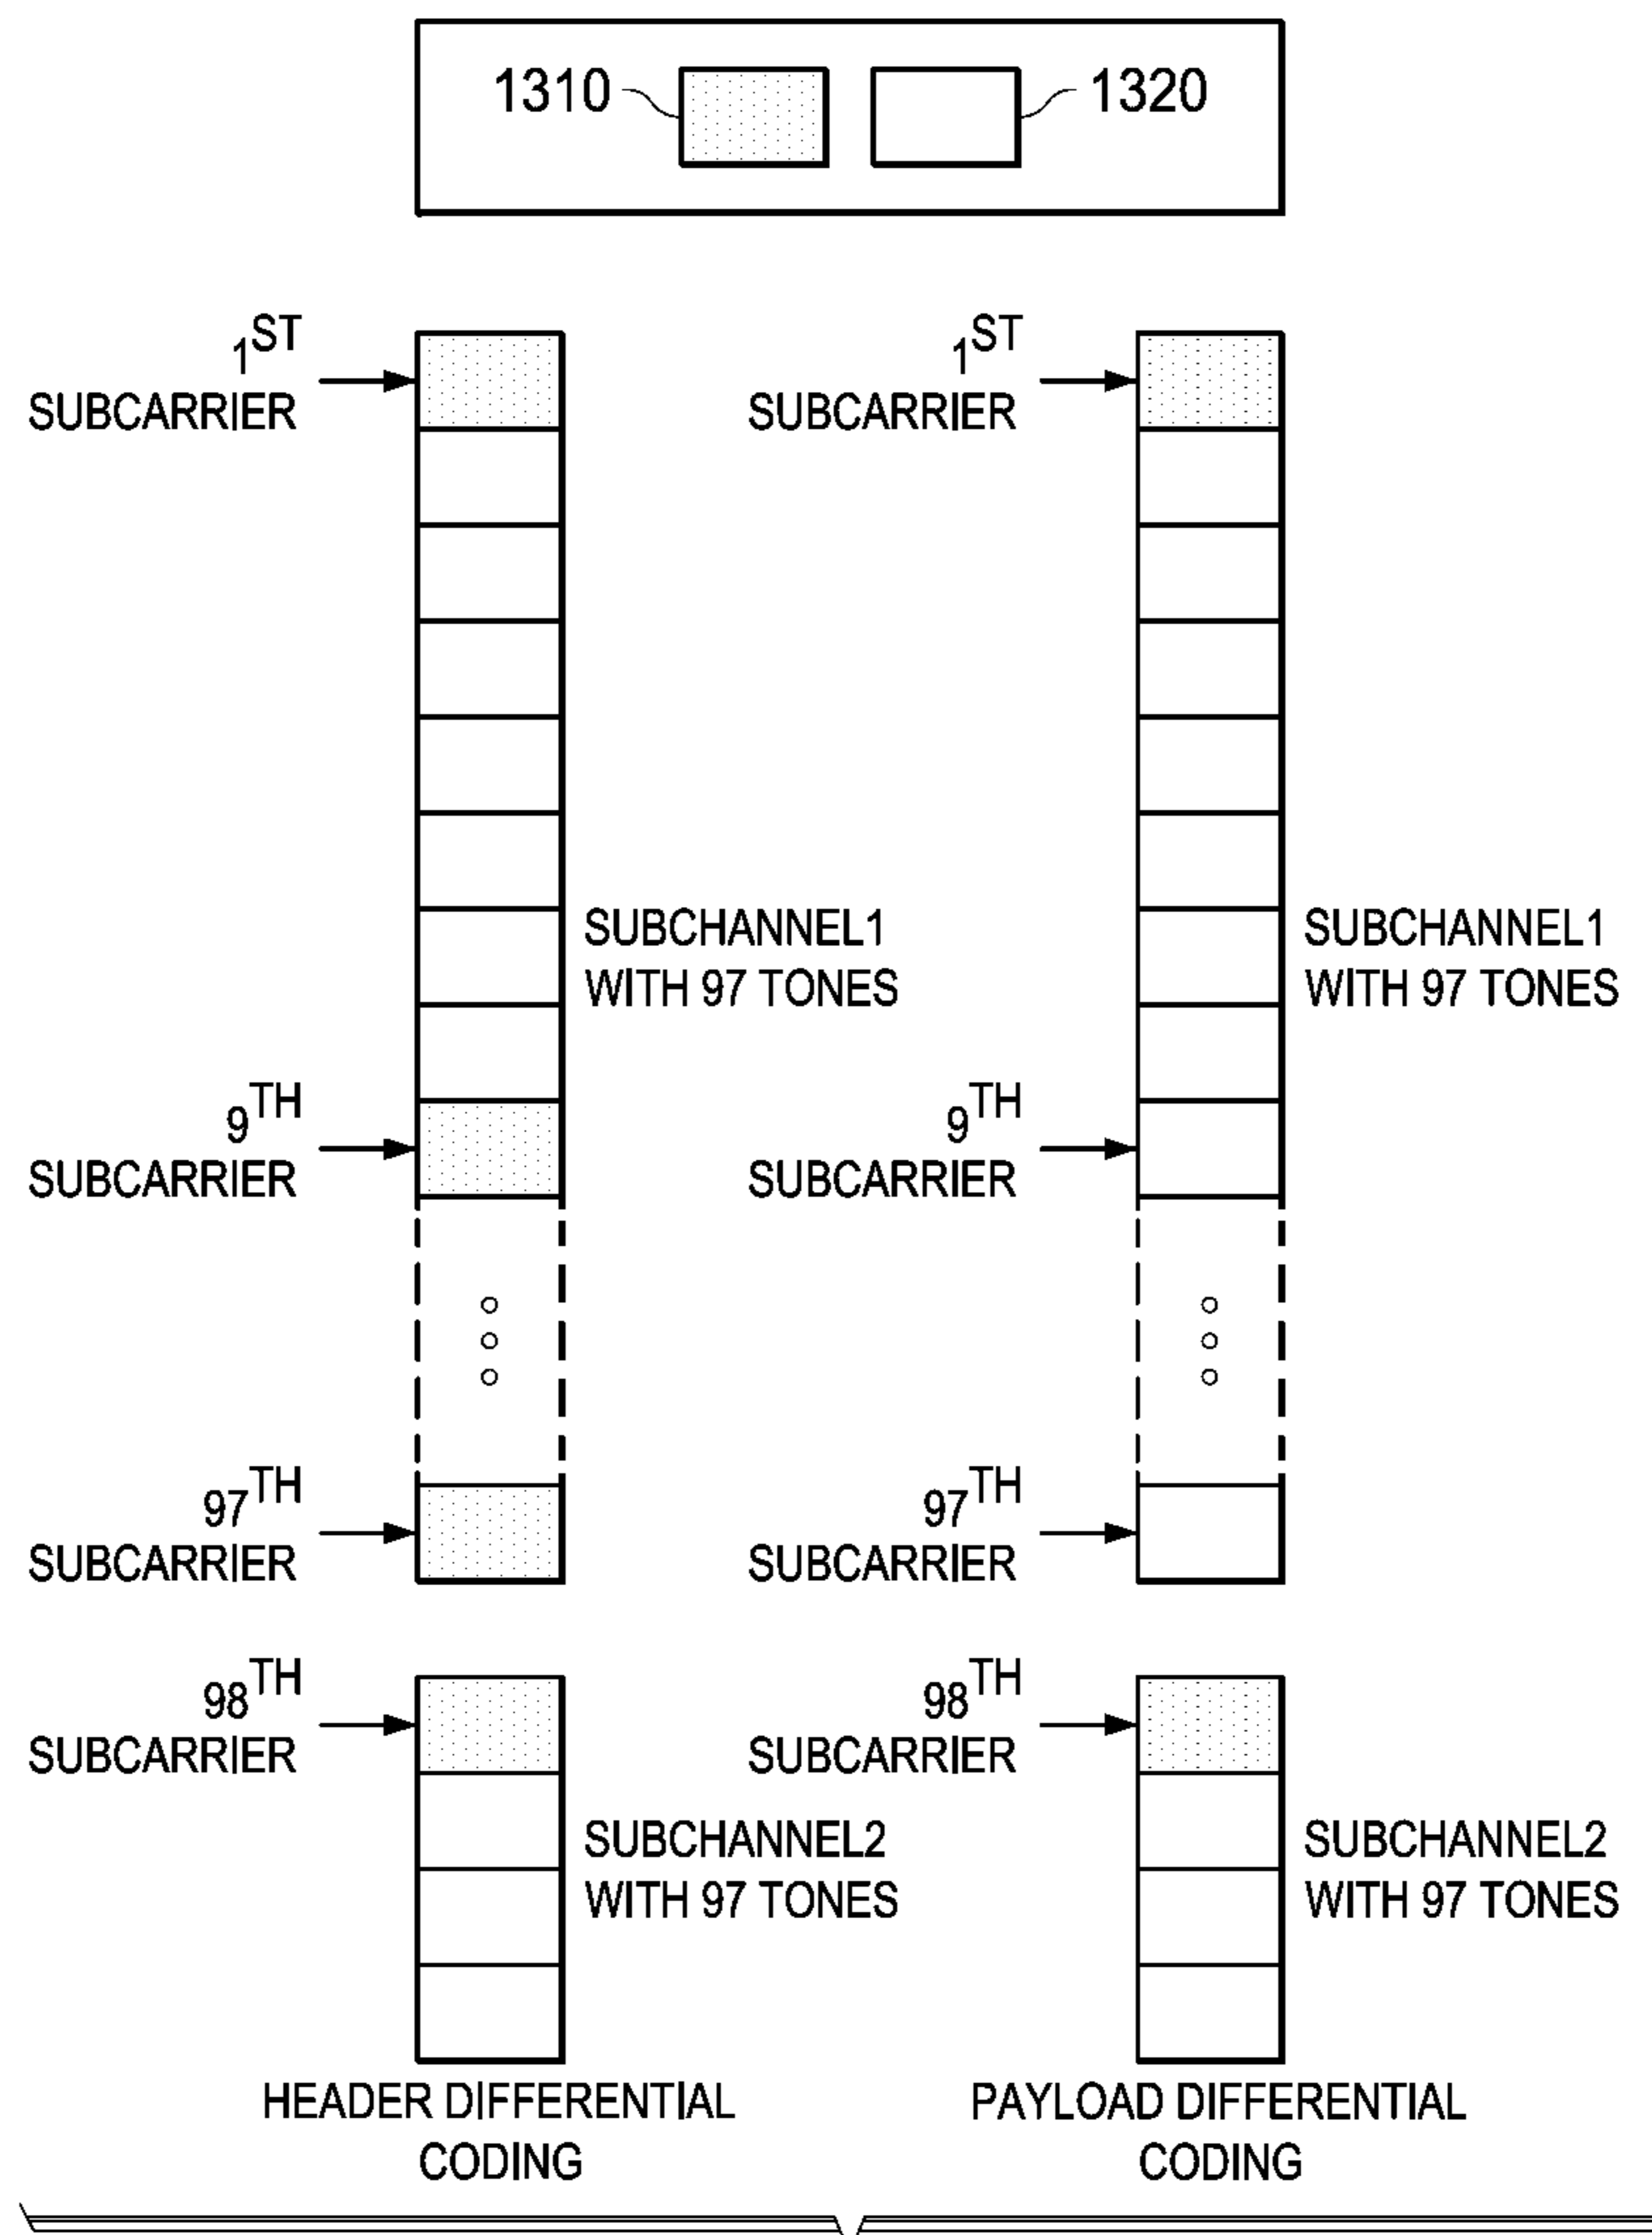 1310
1320
1ST
SUBCARRIER
1ST
SUBCARRIER
SUBCHANNEL1
WITH 97 TONES
SUBCHANNEL1
WITH 97 TONES
9TH
SUBCARRIER
9TH
SUBCARRIER
97TH
SUBCARRIER
97TH
SUBCARRIER
98TH
SUBCARRIER
98TH
SUBCARRIER
SUBCHANNEL2
WITH 97 TONES
SUBCHANNEL2
WITH 97 TONES
HEADER DIFFERENTIAL
CODING
PAYLOAD DIFFERENTIAL
CODING